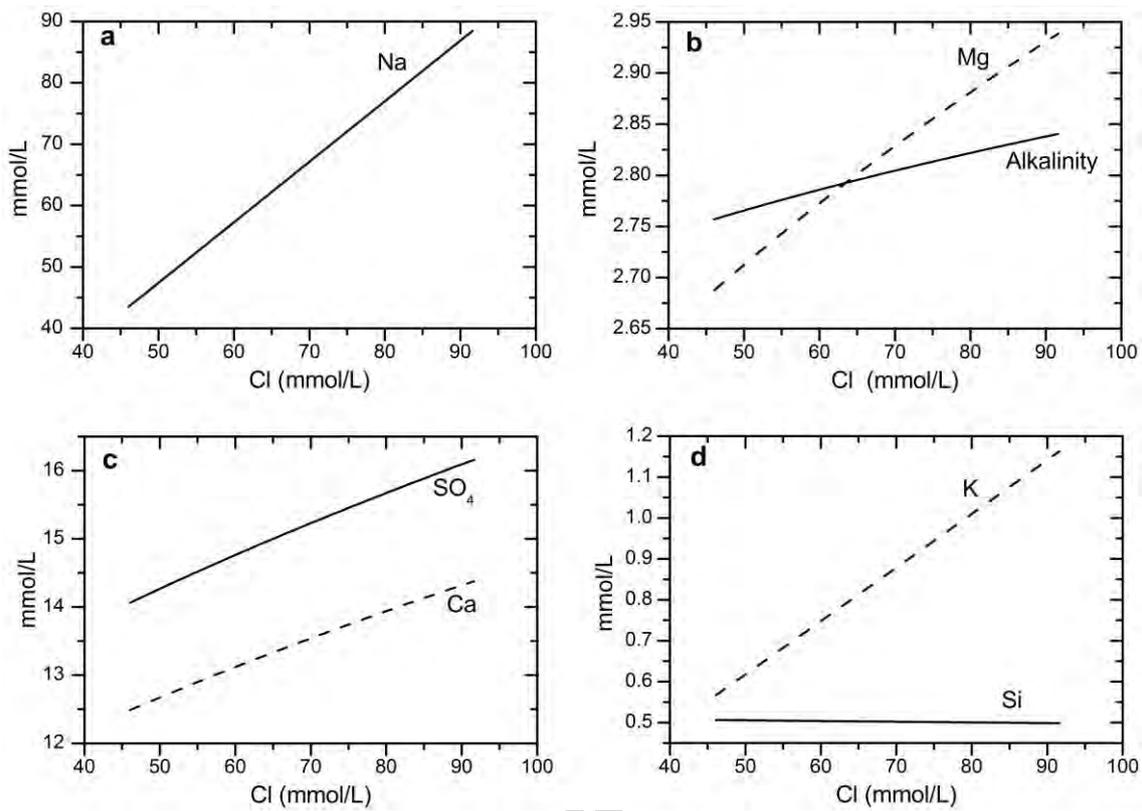 a
Na
mmol/L
90
80
70
60
50
40
40 50 60 70 80 90 100
Cl (mmol/L)
b
Mg
Alkalinity
mmol/L
2.95
2.90
2.85
2.80
2.75
2.70
2.65
40 50 60 70 80 90 100
Cl (mmol/L)
c
SO4
Ca
mmol/L
16
15
14
13
12
40 50 60 70 80 90 100
Cl (mmol/L)
d
K
Si
mmol/L
1.2
1.1
1.0
0.9
0.8
0.7
0.6
0.5
40 50 60 70 80 90 100
Cl (mmol/L)